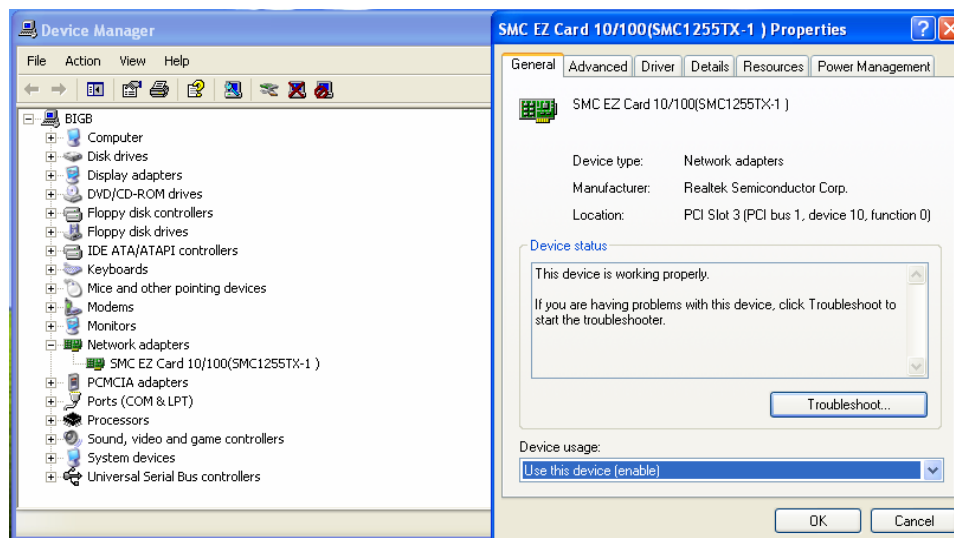 Device Manager
File Action View Help
BIGB
Computer
Disk drives
Display adapters
DVD/CD-ROM drives
Floppy disk controllers
Floppy disk drives
IDE ATA/ATAPI controllers
Keyboards
Mice and other pointing devices
Modems
Monitors
Network adapters
SMC EZ Card 10/100(SMC1255TX-1 )
PCMCIA adapters
Ports (COM & LPT)
Processors
Sound, video and game controllers
System devices
Universal Serial Bus controllers
SMC EZ Card 10/100(SMC1255TX-1 ) Properties
General Advanced Driver Details Resources Power Management
SMC EZ Card 10/100(SMC1255TX-1 )
Device type: Network adapters
Manufacturer: Realtek Semiconductor Corp.
Location: PCI Slot 3 (PCI bus 1, device 10, function 0)
Device status
This device is working properly.
If you are having problems with this device, click Troubleshoot to
start the troubleshooter.
Troubleshoot...
Device usage:
Use this device (enable)
OK Cancel